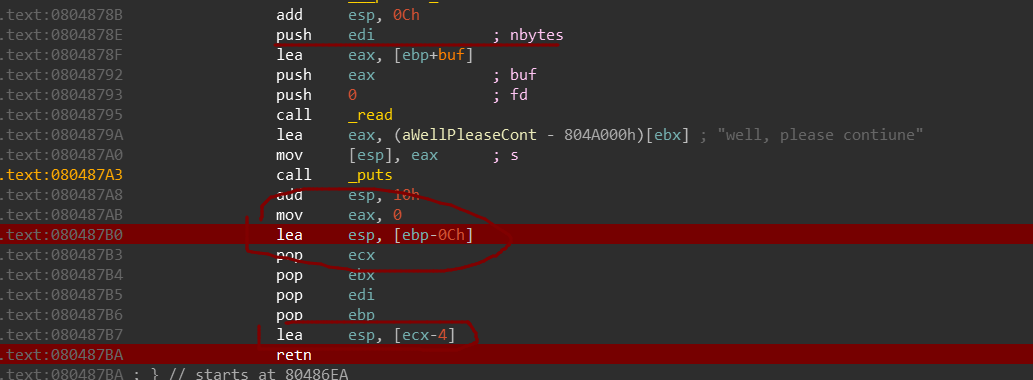 .text:0804878B add esp, 0Ch
.text:0804878E push edi ; nbytes
.text:0804878F lea eax, [ebp+buf]
.text:08048792 push eax ; buf
.text:08048793 push 0 ; fd
.text:08048795 call _read
.text:0804879A lea eax, (aWellPleaseCont - 804A000h)[ebx] ; "well, please contiune"
.text:080487A0 mov [esp], eax ; s
.text:080487A3 call _puts
.text:080487A8 add esp, 10h
.text:080487AB mov eax, 0
.text:080487B0 lea esp, [ebp-0Ch]
.text:080487B3 pop ecx
.text:080487B4 pop ebx
.text:080487B5 pop edi
.text:080487B6 pop ebp
.text:080487B7 lea esp, [ecx-4]
.text:080487BA retn
.text:080487BA ; } // starts at 80486EA